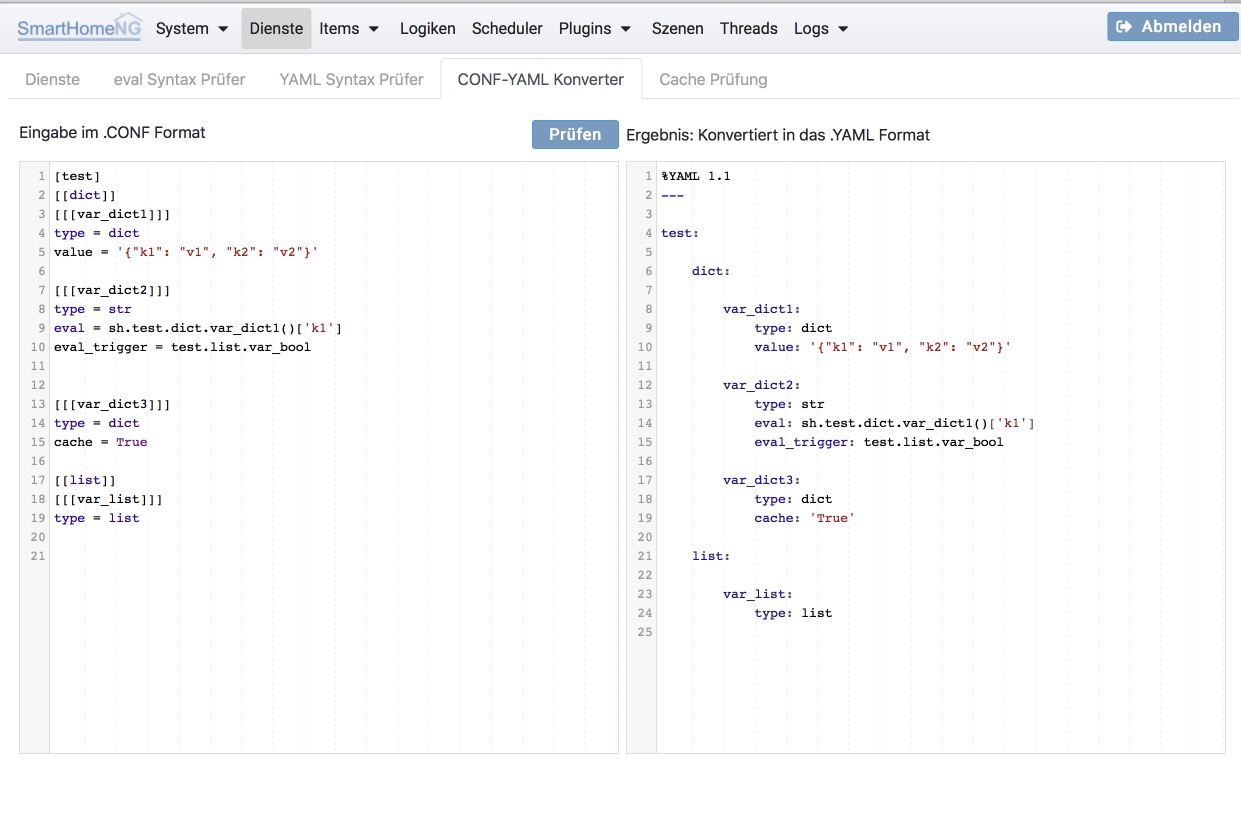 SmartHomeNG System Dienste Items Logiken Scheduler Plugins Szenen Threads Logs Abmelden
Dienste eval Syntax Prüfer YAML Syntax Prüfer CONF-YAML Konverter Cache Prüfung
Eingabe im .CONF Format Prüfen Ergebnis: Konvertiert in das .YAML Format
1 [test]
2 [[dict]]
3 [[[var_dict1]]]
4 type = dict
5 value = '{"k1": "v1", "k2": "v2"}'
6
7 [[[var_dict2]]]
8 type = str
9 eval = sh.test.dict.var_dict1()['k1']
10 eval_trigger = test.list.var_bool
11
12
13 [[[var_dict3]]]
14 type = dict
15 cache = True
16
17 [[list]]
18 [[[var_list]]]
19 type = list
20
21
1 %YAML 1.1
2 ---
3
4 test:
5
6     dict:
7
8         var_dict1:
9             type: dict
10             value: '{"k1": "v1", "k2": "v2"}'
11
12         var_dict2:
13             type: str
14             eval: sh.test.dict.var_dict1()['k1']
15             eval_trigger: test.list.var_bool
16
17         var_dict3:
18             type: dict
19             cache: 'True'
20
21     list:
22
23         var_list:
24             type: list
25